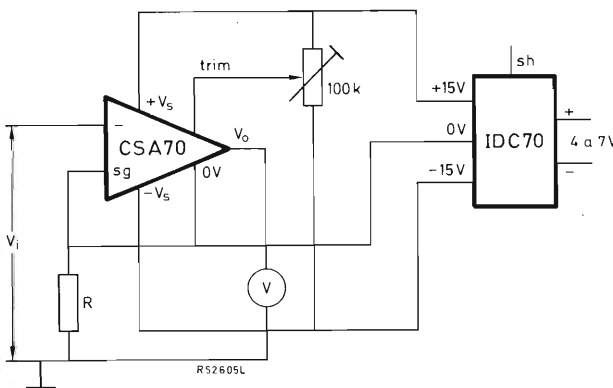 sh
trim
100k
+15V
+Vs
Vo
+
0V
IDC70
4 a 7V
−
CSA70
sg
0V
−15V
−
−Vs
Vi
V
R
RS2605L